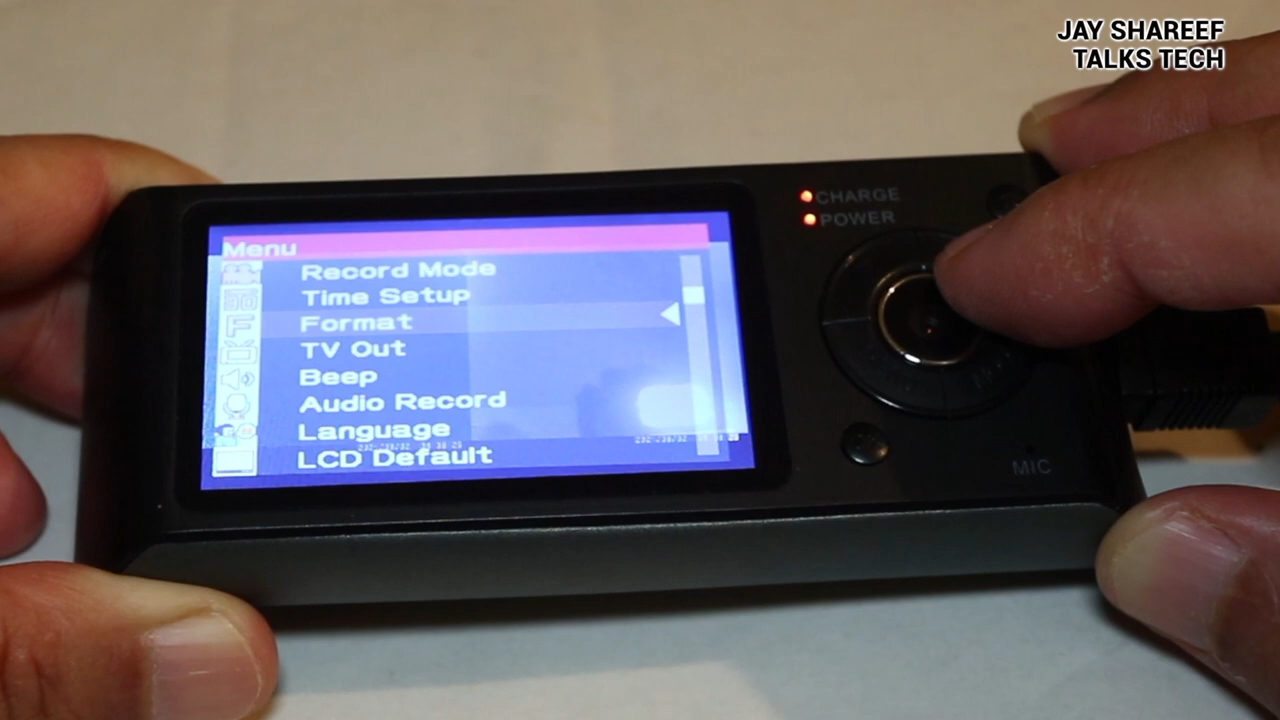 JAY SHAREEF
TALKS TECH
CHARGE
POWER
Menu
Record Mode
Time Setup
Format
TV Out
Beep
Audio Record
Language
LCD Default
MIC